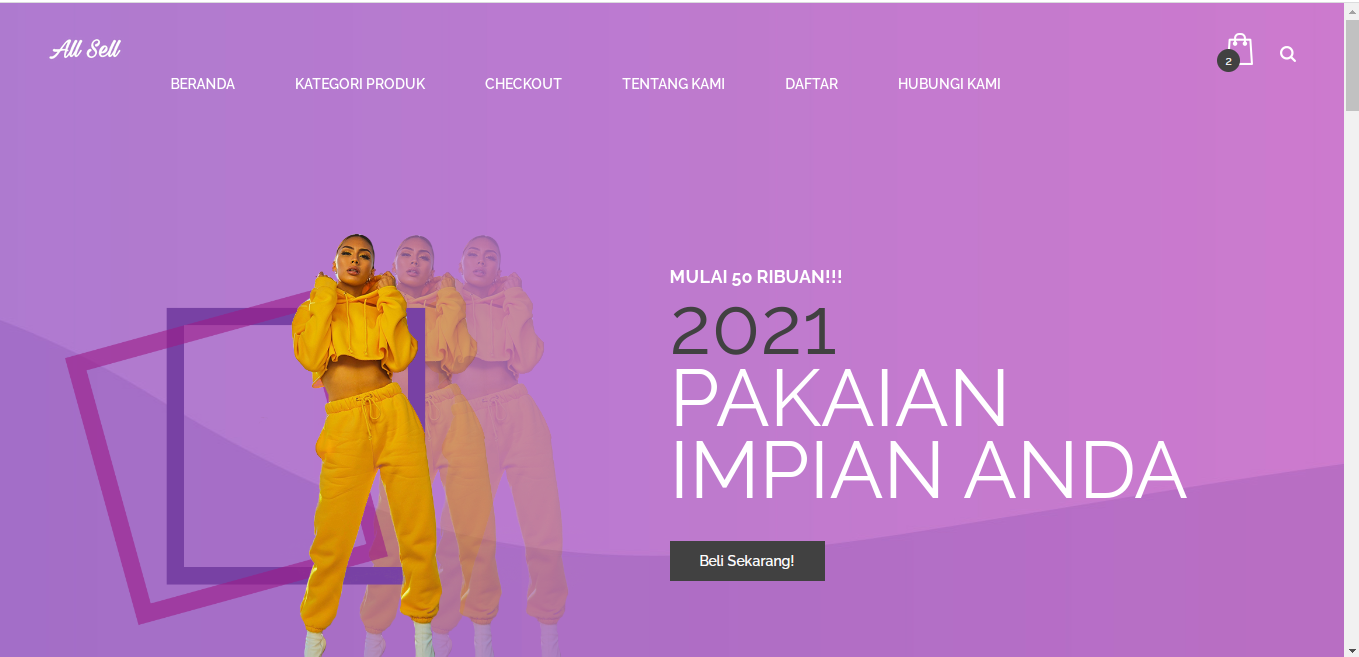 All Sell
2
BERANDA KATEGORI PRODUK CHECKOUT TENTANG KAMI DAFTAR HUBUNGI KAMI
MULAI 50 RIBUAN!!!
2021
PAKAIAN
IMPIAN ANDA
Beli Sekarang!